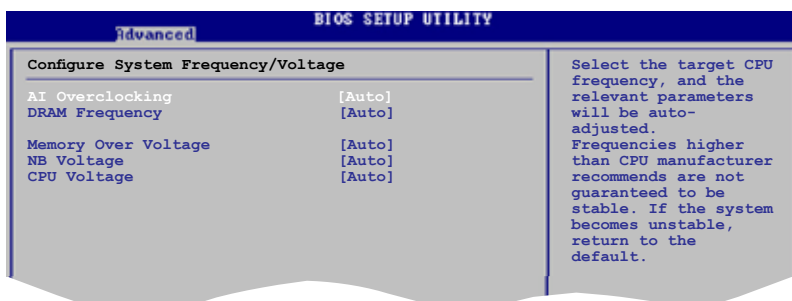 BIOS SETUP UTILITY
Advanced
Configure System Frequency/Voltage
AI Overclocking [Auto]
DRAM Frequency [Auto]
Memory Over Voltage [Auto]
NB Voltage [Auto]
CPU Voltage [Auto]
Select the target CPU
frequency, and the
relevant parameters
will be auto-
adjusted.
Frequencies higher
than CPU manufacturer
recommends are not
guaranteed to be
stable. If the system
becomes unstable,
return to the
default.